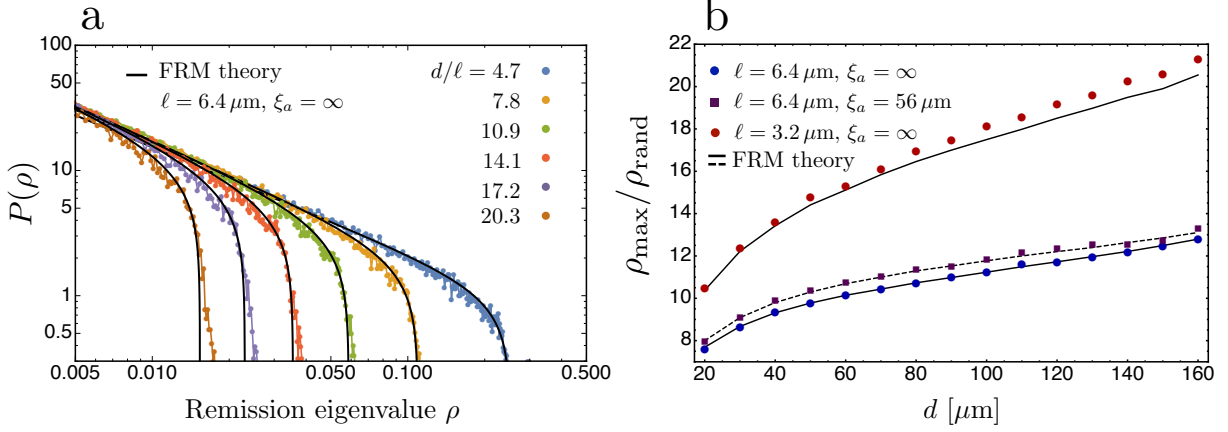 a
FRM theory
ℓ = 6.4 μm, ξₐ = ∞
d/ℓ = 4.7
7.8
10.9
14.1
17.2
20.3
100
50
10
5
1
0.5
P(ρ)
0.005
0.010
0.050
0.100
0.500
Remission eigenvalue ρ
b
ℓ = 6.4 μm, ξₐ = ∞
ℓ = 6.4 μm, ξₐ = 56 μm
ℓ = 3.2 μm, ξₐ = ∞
FRM theory
22
20
18
16
14
12
10
8
ρmax/ρrand
20
40
60
80
100
120
140
160
d [μm]